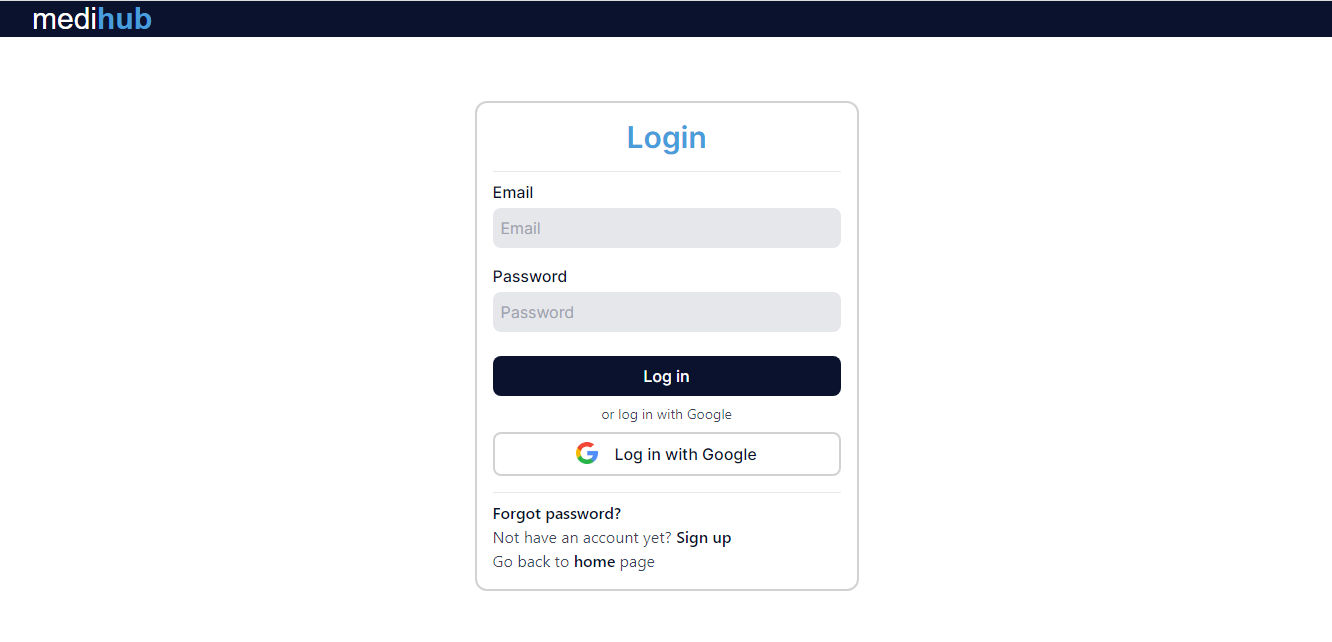 medihub
Login
Email
Email
Password
Password
Log in
or log in with Google
Log in with Google
Forgot password?
Not have an account yet? Sign up
Go back to home page